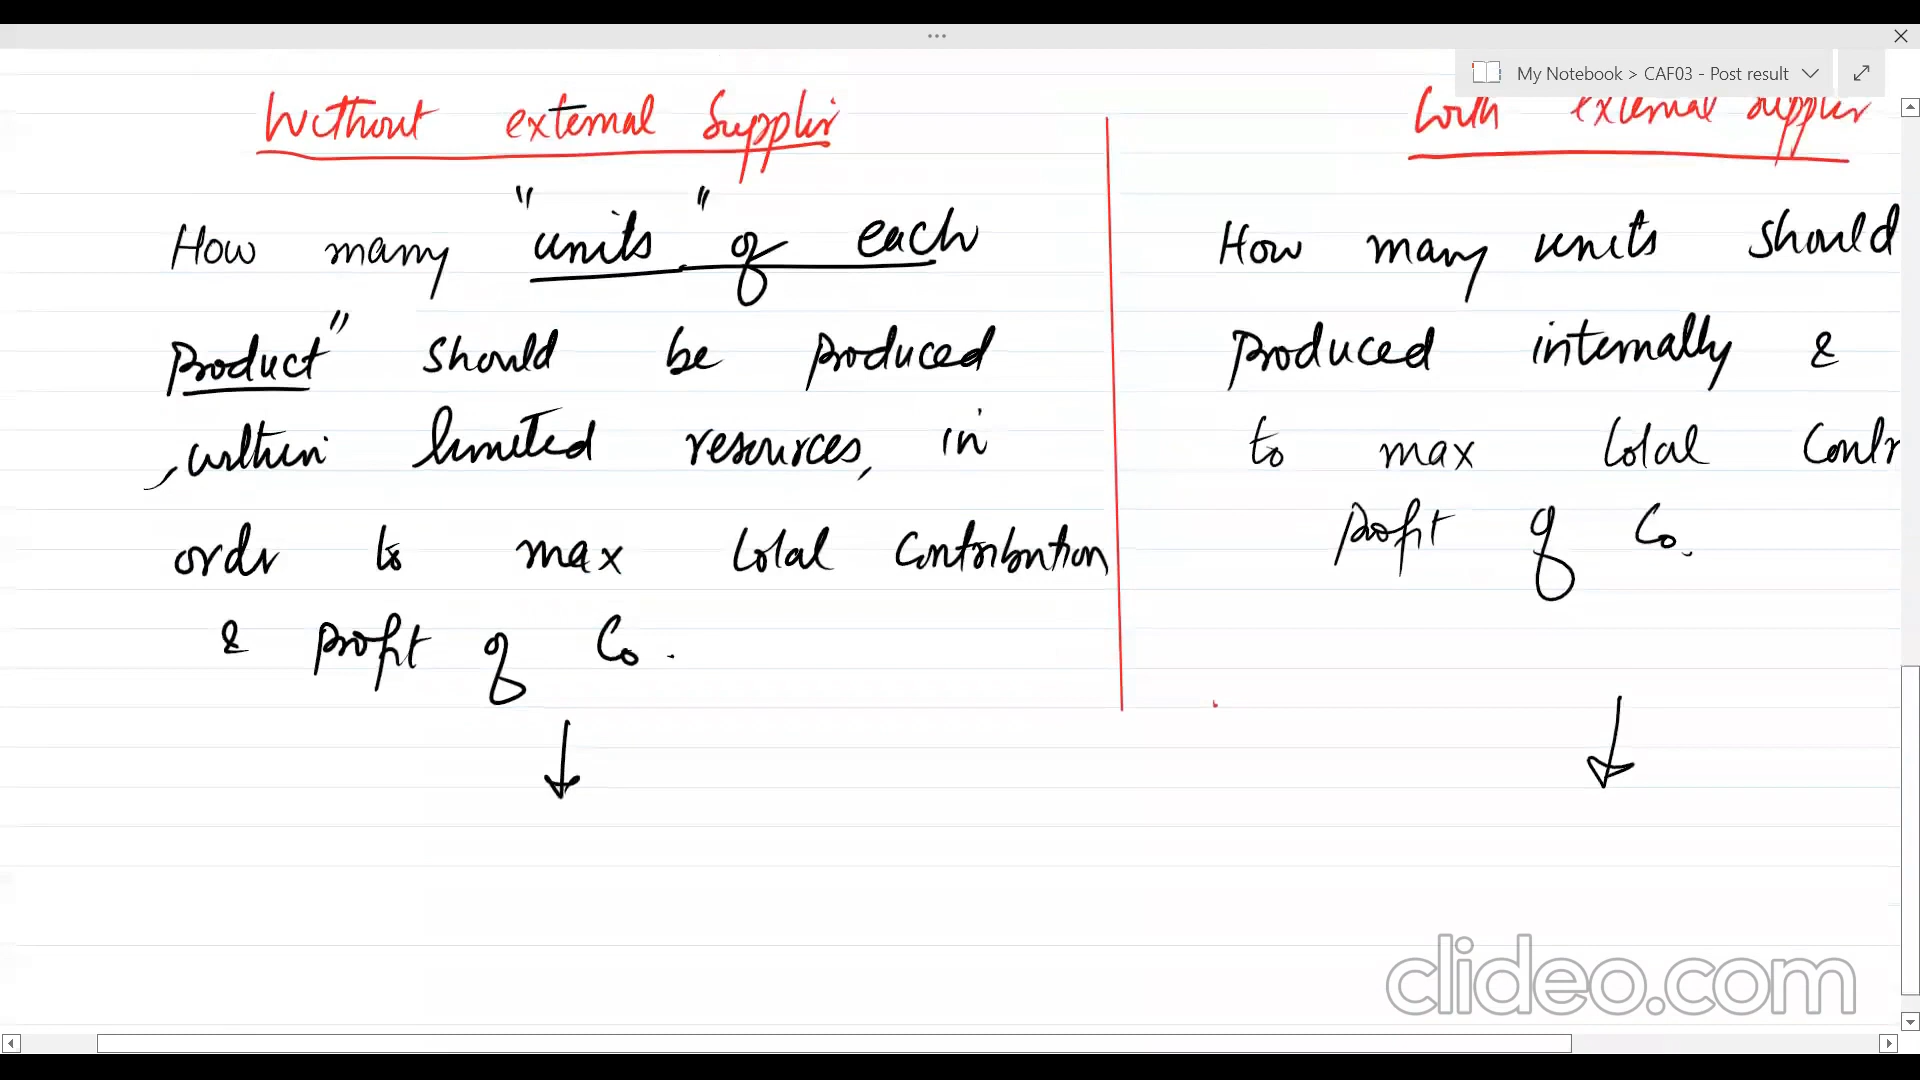 ...
My Notebook > CAF03 - Post result
Without external Supplier
How many "units" of each
Product" should be produced
, within limited resources, in
order to max total Contribution
& Profit of Co.
With external supplier
How many units should
produced internally &
to max total Contr
Profit of Co.
clideo.com